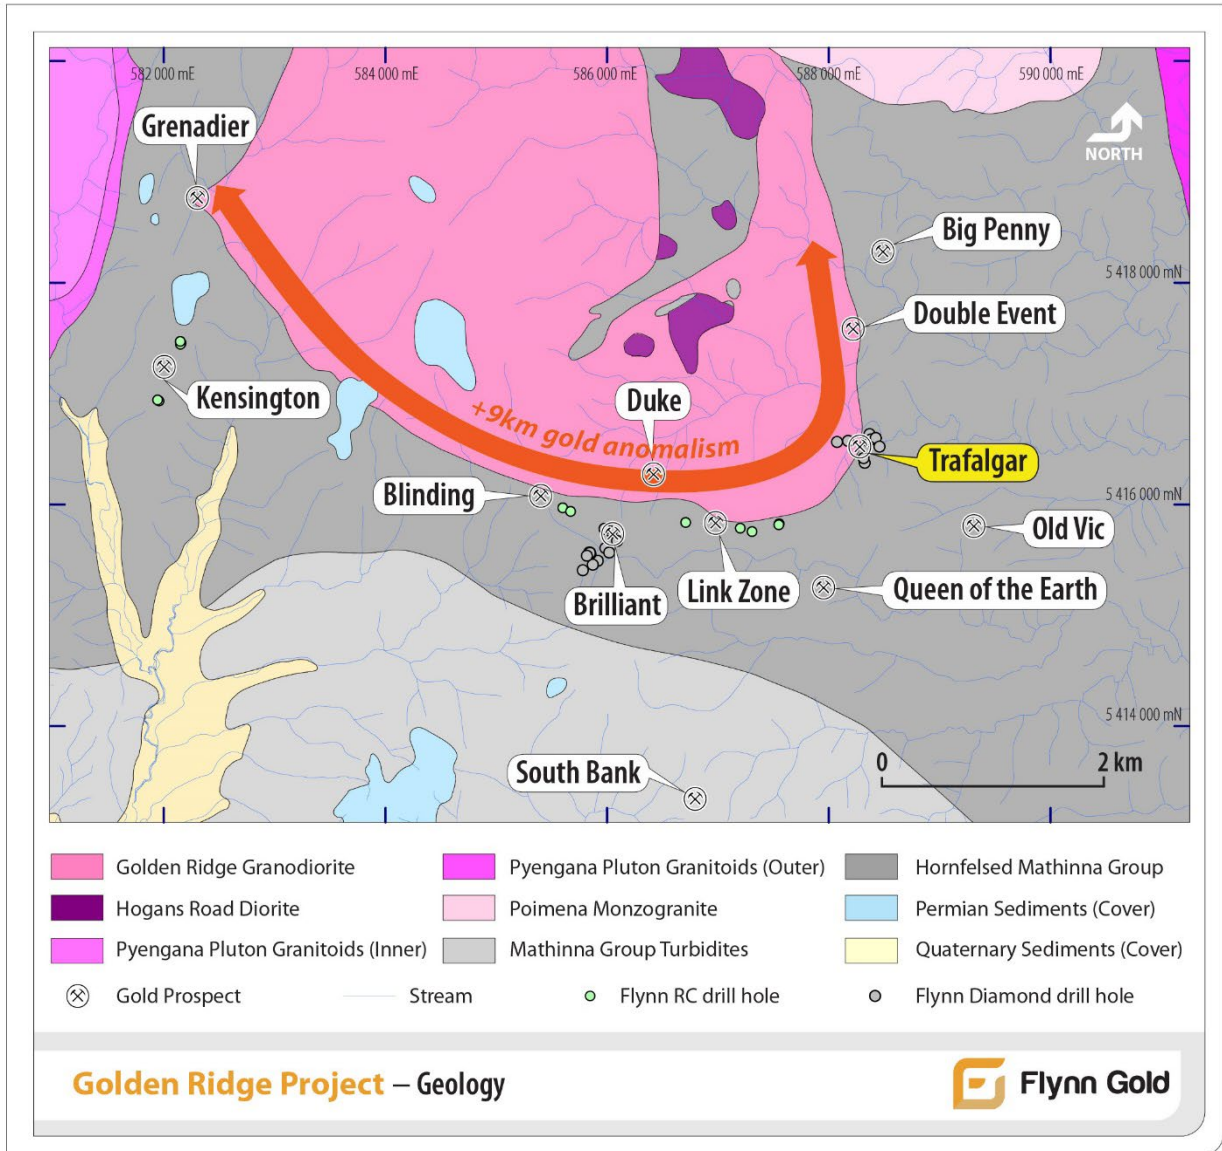 582 000 mE
584 000 mE
586 000 mE
588 000 mE
590 000 mE
Grenadier
NORTH
Big Penny
5 418 000 mN
Double Event
Kensington
Duke
+9km gold anomalism
Trafalgar
Blinding
5 416 000 mN
Old Vic
Link Zone
Queen of the Earth
Brilliant
5 414 000 mN
South Bank
0 2 km
Golden Ridge Granodiorite
Pyengana Pluton Granitoids (Outer)
Hornfelsed Mathinna Group
Hogans Road Diorite
Poimena Monzogranite
Permian Sediments (Cover)
Pyengana Pluton Granitoids (Inner)
Mathinna Group Turbidites
Quaternary Sediments (Cover)
Gold Prospect
Stream
Flynn RC drill hole
Flynn Diamond drill hole
Golden Ridge Project – Geology
Flynn Gold